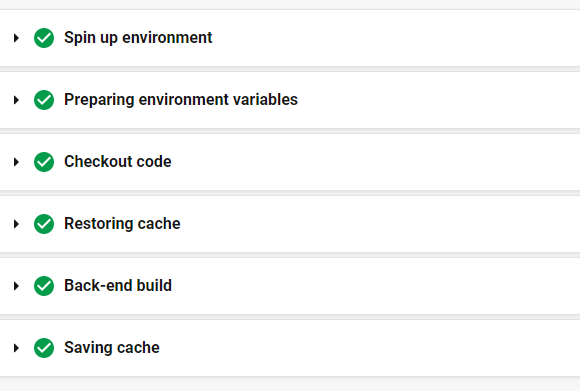 Spin up environment
Preparing environment variables
Checkout code
Restoring cache
Back-end build
Saving cache